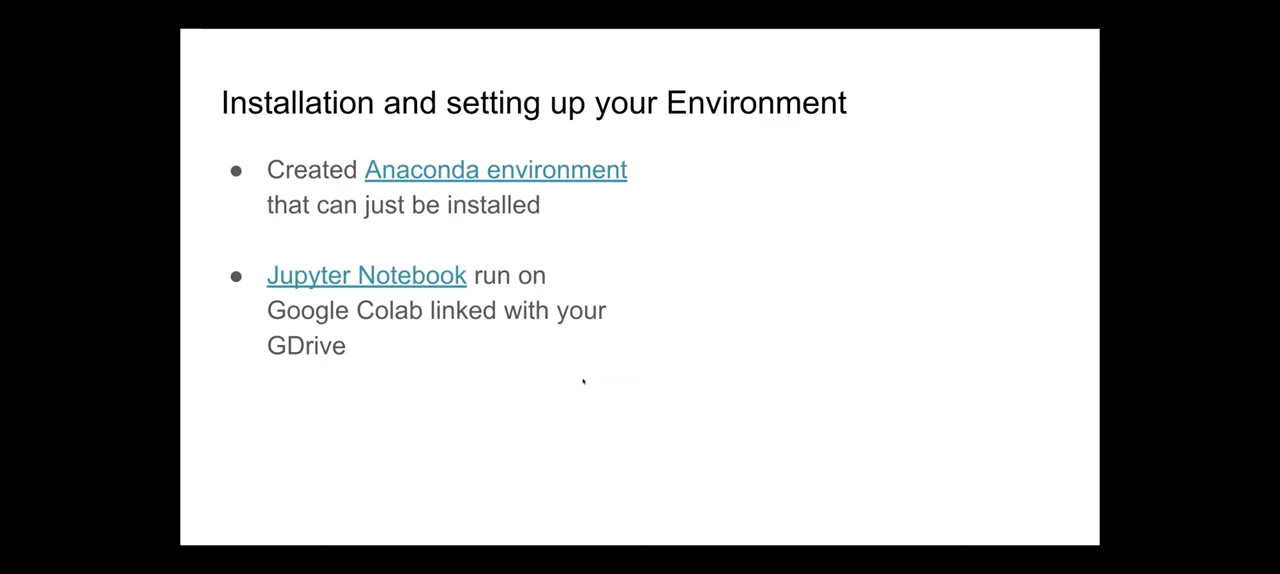 Installation and setting up your Environment
● Created Anaconda environment
that can just be installed
● Jupyter Notebook run on
Google Colab linked with your
GDrive